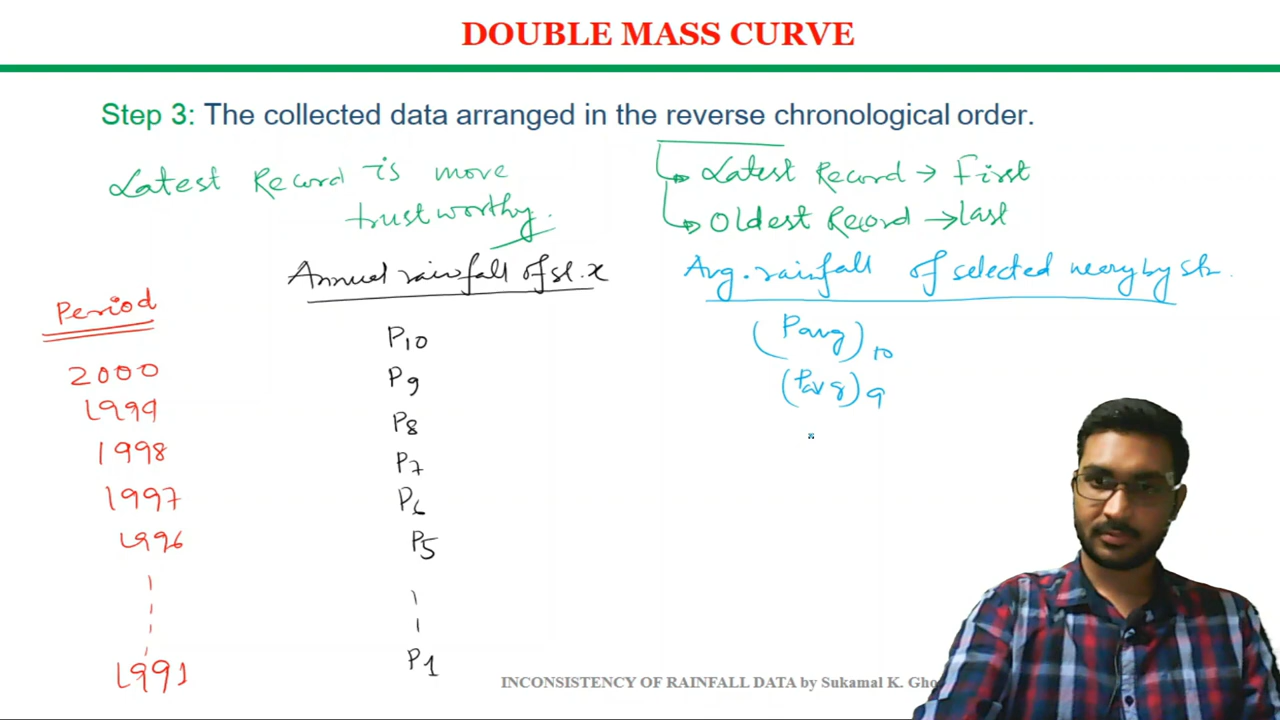 DOUBLE MASS CURVE
Step 3: The collected data arranged in the reverse chronological order.
Latest Record is more
trustworthy.
Latest Record → First
Oldest Record → last
Period
Annual rainfall of st. x
Avg. rainfall of selected nearby st
2000
1999
1998
1997
1996
1991
P10
P9
P8
P7
P6
P5
P1
(Pavg)10
(Pavg)9
INCONSISTENCY OF RAINFALL DATA by Sukamal K. Gho